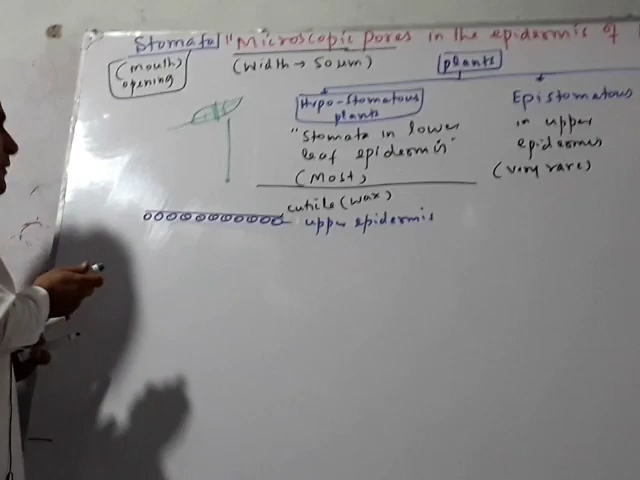 Stomata "Microscopic pores in the epidermis of
(mouth)
opening
(width → 50 μm)
plants
Hypo-stomatous
plants
"stomata in lower
leaf epidermis"
(Most)
Epistomatous
in upper
epidermis
(very rare)
cuticle (wax)
upper epidermis